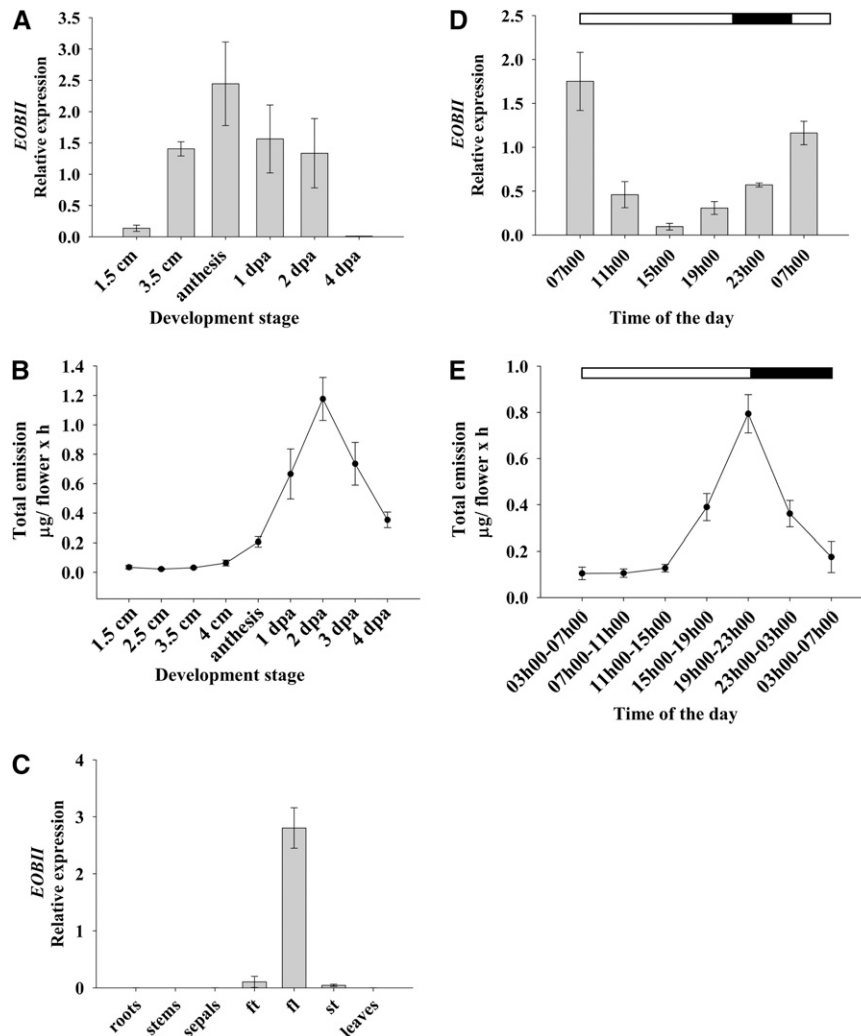 A
EOBII
Relative expression
3.5
3.0
2.5
2.0
1.5
1.0
0.5
0.0
1.5 cm
3.5 cm
anthesis
1 dpa
2 dpa
4 dpa
Development stage
B
Total emission
µg/ flower x h
1.4
1.2
1.0
0.8
0.6
0.4
0.2
0.0
1.5 cm
2.5 cm
3.5 cm
4 cm
anthesis
1 dpa
2 dpa
3 dpa
4 dpa
Development stage
C
EOBII
Relative expression
4
3
2
1
0
roots
stems
sepals
ft
fl
st
leaves
D
EOBII
Relative expression
2.5
2.0
1.5
1.0
0.5
0.0
07h00
11h00
15h00
19h00
23h00
07h00
Time of the day
E
Total emission
µg/ flower x h
1.0
0.8
0.6
0.4
0.2
0.0
03h00-07h00
07h00-11h00
11h00-15h00
15h00-19h00
19h00-23h00
23h00-03h00
03h00-07h00
Time of the day